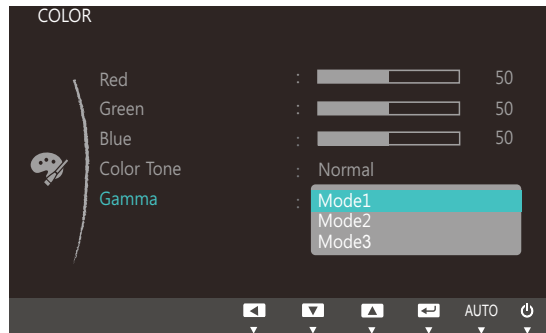 COLOR
Red : 50
Green : 50
Blue : 50
Color Tone : Normal
Gamma : Mode1
Mode2
Mode3
AUTO